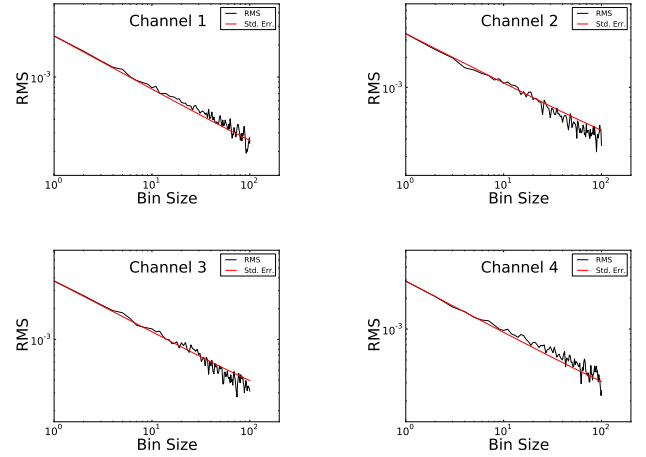 Channel 1
RMS
Std. Err.
10^-3
RMS
10^0
10^1
10^2
Bin Size
Channel 2
RMS
Std. Err.
10^-3
RMS
10^0
10^1
10^2
Bin Size
Channel 3
RMS
Std. Err.
10^-3
RMS
10^0
10^1
10^2
Bin Size
Channel 4
RMS
Std. Err.
10^-3
RMS
10^0
10^1
10^2
Bin Size